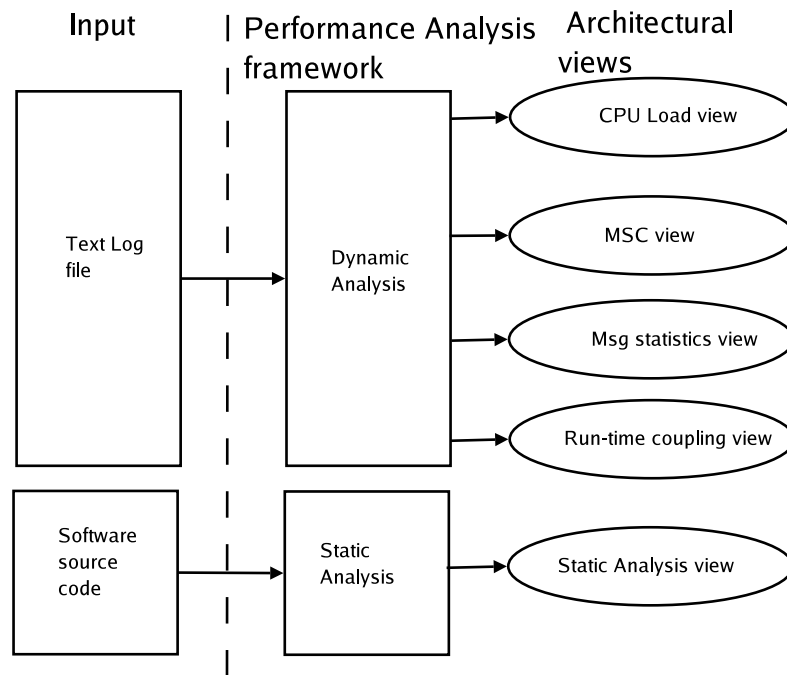 Input
Performance Analysis
framework
Architectural
views
Text Log
file
Dynamic
Analysis
CPU Load view
MSC view
Msg statistics view
Run-time coupling view
Software
source
code
Static
Analysis
Static Analysis view